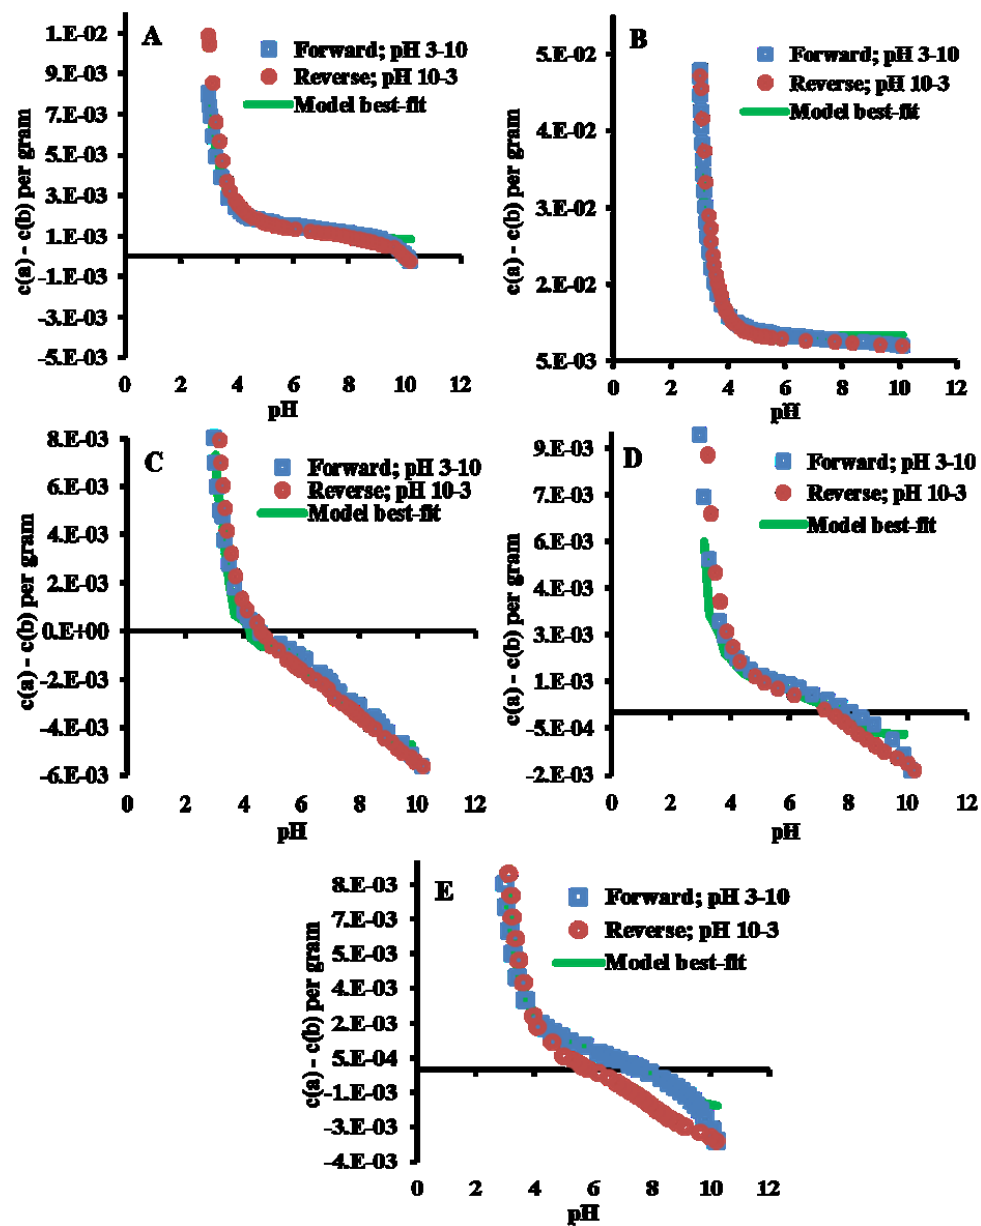 A
Forward; pH 3-10
Reverse; pH 10-3
Model best-fit
c(a) - c(b) per gram
1.E-02
9.E-03
7.E-03
5.E-03
3.E-03
1.E-03
-1.E-03
-3.E-03
-5.E-03
0 2 4 6 8 10 12
pH
B
Forward; pH 3-10
Reverse; pH 10-3
Model best-fit
c(a) - c(b) per gram
5.E-02
4.E-02
3.E-02
2.E-02
5.E-03
0 2 4 6 8 10 12
pH
C
Forward; pH 3-10
Reverse; pH 10-3
Model best-fit
c(a) - c(b) per gram
8.E-03
6.E-03
4.E-03
2.E-03
0.E+00
-2.E-03
-4.E-03
-6.E-03
0 2 4 6 8 10 12
pH
D
Forward; pH 3-10
Reverse; pH 10-3
Model best-fit
c(a) - c(b) per gram
9.E-03
7.E-03
6.E-03
4.E-03
3.E-03
1.E-03
-5.E-04
-2.E-03
0 2 4 6 8 10 12
pH
E
Forward; pH 3-10
Reverse; pH 10-3
Model best-fit
c(a) - c(b) per gram
8.E-03
7.E-03
5.E-03
4.E-03
2.E-03
5.E-04
-1.E-03
-3.E-03
-4.E-03
0 2 4 6 8 10 12
pH